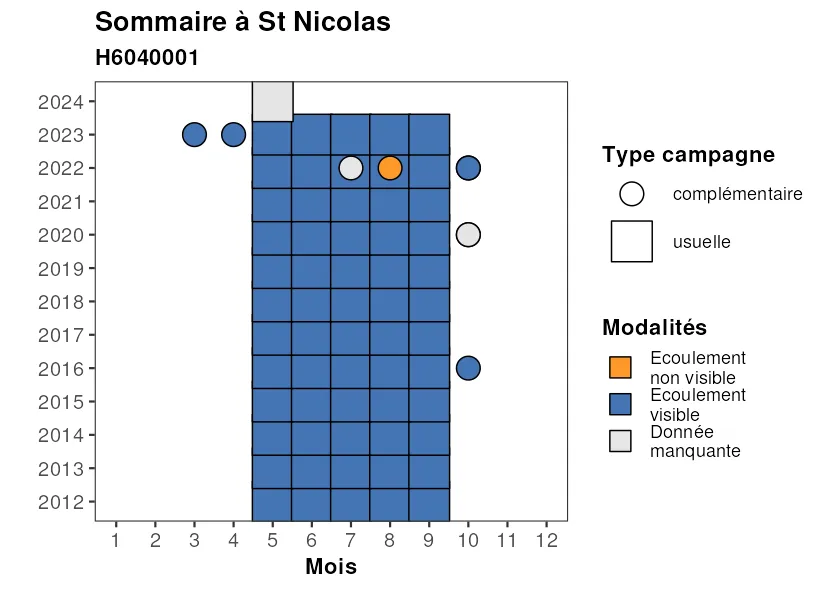 Sommaire à St Nicolas
H6040001
2024
2023
2022
2021
2020
2019
2018
2017
2016
2015
2014
2013
2012
1 2 3 4 5 6 7 8 9 10 11 12
Mois
Type campagne
complémentaire
usuelle
Modalités
Ecoulement
non visible
Ecoulement
visible
Donnée
manquante